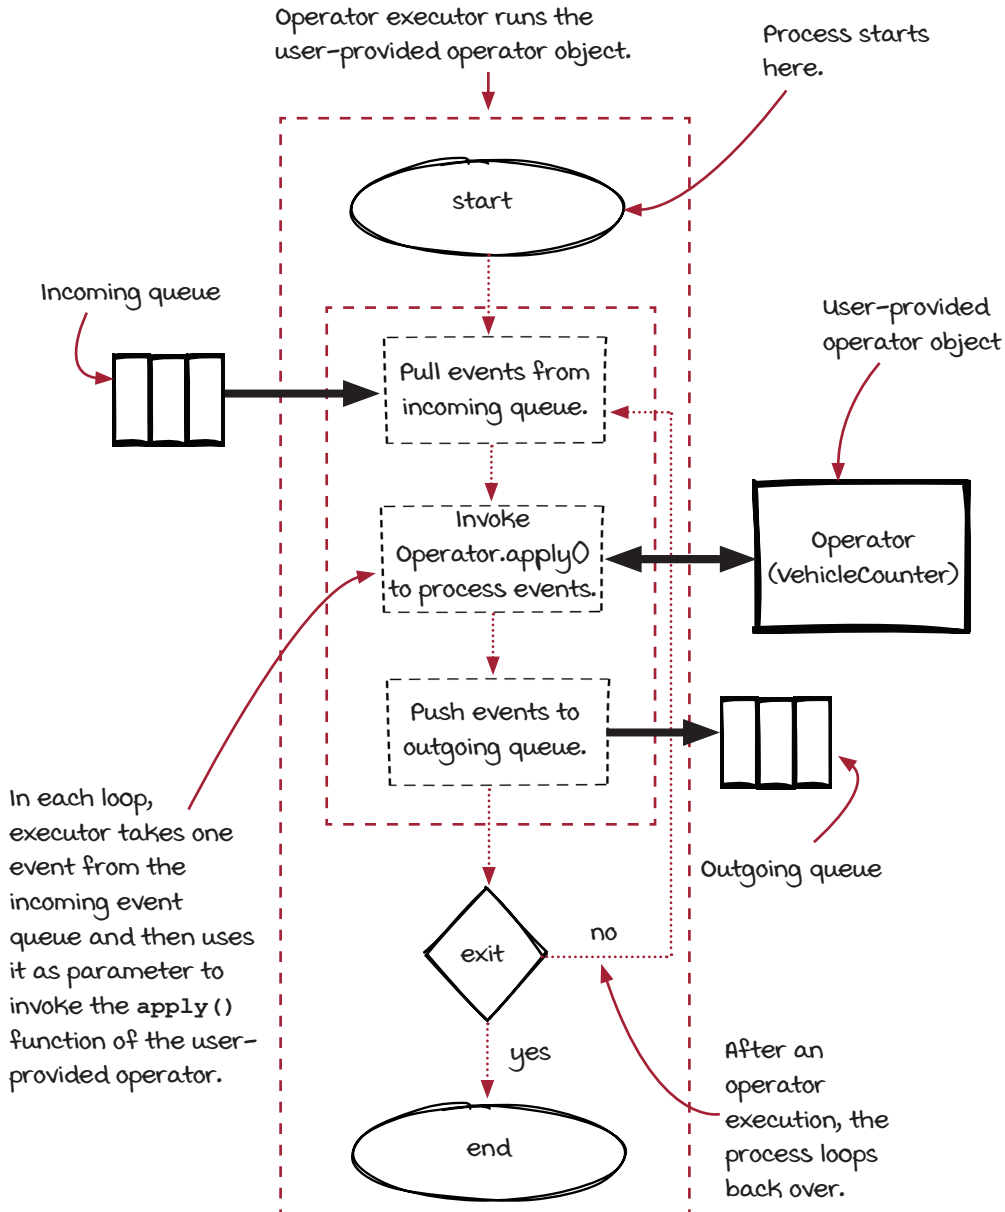 Operator executor runs the
user-provided operator object.
Process starts
here.
start
Incoming queue
User-provided
operator object
Pull events from
incoming queue.
Invoke
Operator.apply()
to process events.
Operator
(VehicleCounter)
Push events to
outgoing queue.
In each loop,
executor takes one
event from the
incoming event
queue and then uses
it as parameter to
invoke the apply()
function of the user-
provided operator.
Outgoing queue
exit
no
yes
After an
operator
execution, the
process loops
back over.
end